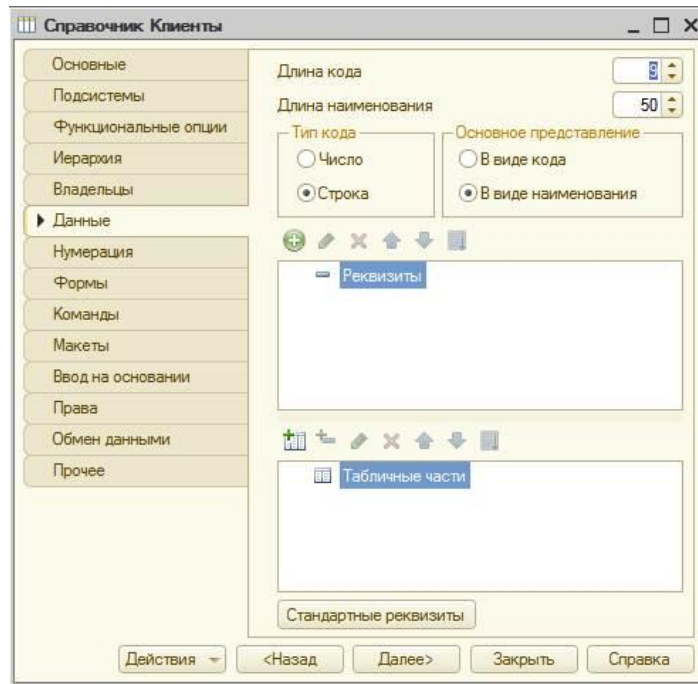 Справочник Клиенты
Основные
Подсистемы
Функциональные опции
Иерархия
Владельцы
Данные
Нумерация
Формы
Команды
Макеты
Ввод на основании
Права
Обмен данными
Прочее
Длина кода 9
Длина наименования 50
Тип кода
Число
Строка
Основное представление
В виде кода
В виде наименования
Реквизиты
Табличные части
Стандартные реквизиты
Действия <Назад Далее> Закрыть Справка